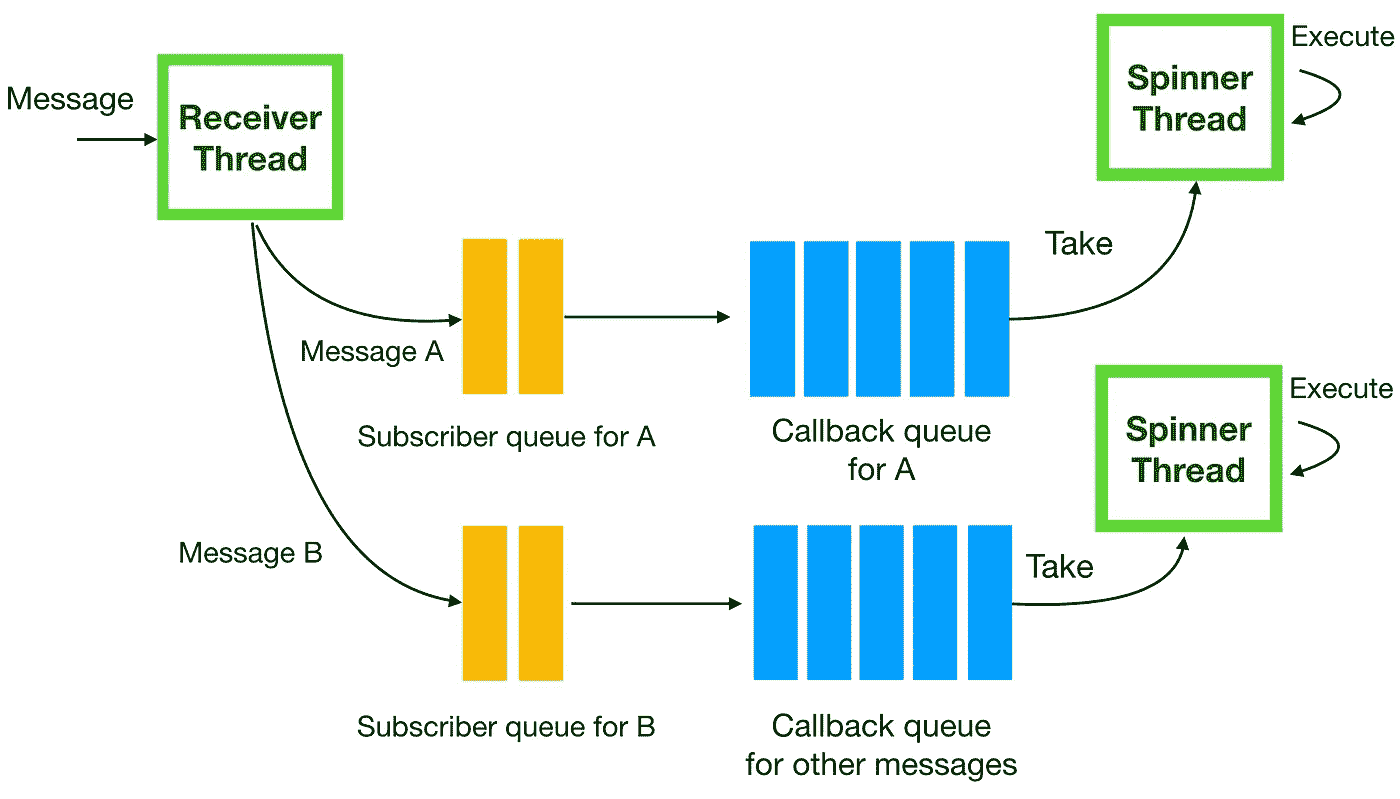 Message
Receiver
Thread
Spinner
Thread
Execute
Take
Message A
Subscriber queue for A
Callback queue
for A
Spinner
Thread
Execute
Message B
Take
Subscriber queue for B
Callback queue
for other messages